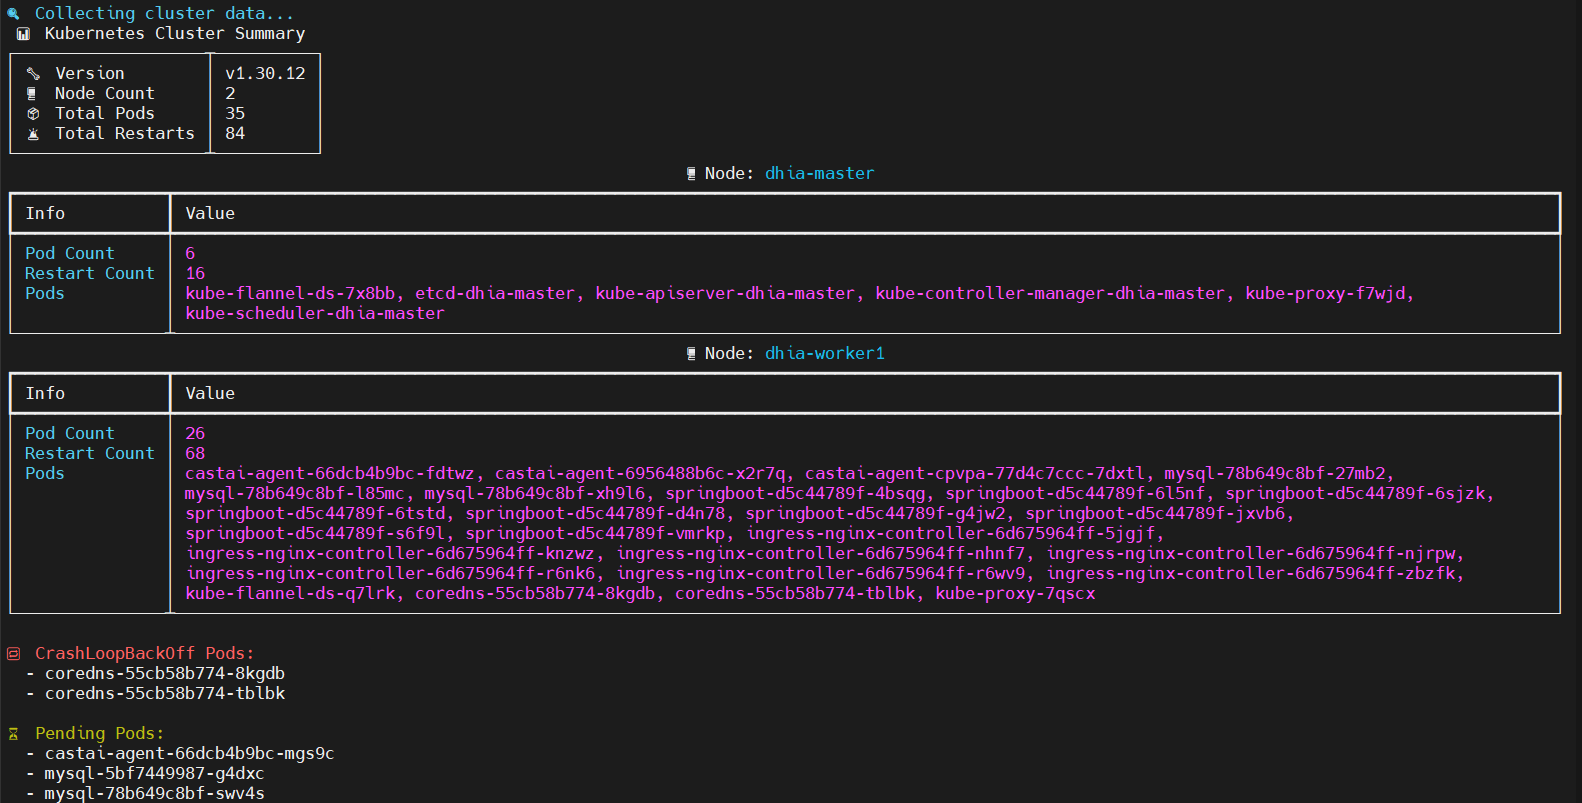 Collecting cluster data...
Kubernetes Cluster Summary
Version v1.30.12
Node Count 2
Total Pods 35
Total Restarts 84
Node: dhia-master
Info Value
Pod Count 6
Restart Count 16
Pods kube-flannel-ds-7x8bb, etcd-dhia-master, kube-apiserver-dhia-master, kube-controller-manager-dhia-master, kube-proxy-f7wjd,
kube-scheduler-dhia-master
Node: dhia-worker1
Info Value
Pod Count 26
Restart Count 68
Pods castai-agent-66dcb4b9bc-fdtwz, castai-agent-6956488b6c-x2r7q, castai-agent-cpvpa-77d4c7ccc-7dxtl, mysql-78b649c8bf-27mb2,
mysql-78b649c8bf-l85mc, mysql-78b649c8bf-xh9l6, springboot-d5c44789f-4bsqg, springboot-d5c44789f-6l5nf, springboot-d5c44789f-6sjzk,
springboot-d5c44789f-6tstd, springboot-d5c44789f-d4n78, springboot-d5c44789f-g4jw2, springboot-d5c44789f-jxvb6,
springboot-d5c44789f-s6f9l, springboot-d5c44789f-vmrkp, ingress-nginx-controller-6d675964ff-5jgjf,
ingress-nginx-controller-6d675964ff-knzwz, ingress-nginx-controller-6d675964ff-nhnf7, ingress-nginx-controller-6d675964ff-njrpw,
ingress-nginx-controller-6d675964ff-r6nk6, ingress-nginx-controller-6d675964ff-r6wv9, ingress-nginx-controller-6d675964ff-zbzfk,
kube-flannel-ds-q7lrk, coredns-55cb58b774-8kgdb, coredns-55cb58b774-tblbk, kube-proxy-7qscx
CrashLoopBackOff Pods:
- coredns-55cb58b774-8kgdb
- coredns-55cb58b774-tblbk
Pending Pods:
- castai-agent-66dcb4b9bc-mgs9c
- mysql-5bf7449987-g4dxc
- mysql-78b649c8bf-swv4s